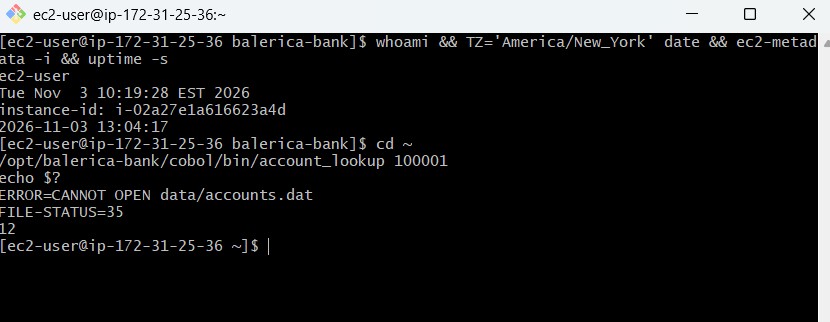 ec2-user@ip-172-31-25-36:~
[ec2-user@ip-172-31-25-36 balerica-bank]$ whoami && TZ='America/New_York' date && ec2-metad
ata -i && uptime -s
ec2-user
Tue Nov  3 10:19:28 EST 2026
instance-id: i-02a27e1a616623a4d
2026-11-03 13:04:17
[ec2-user@ip-172-31-25-36 balerica-bank]$ cd ~
/opt/balerica-bank/cobol/bin/account_lookup 100001
echo $?
ERROR=CANNOT OPEN data/accounts.dat
FILE-STATUS=35
12
[ec2-user@ip-172-31-25-36 ~]$